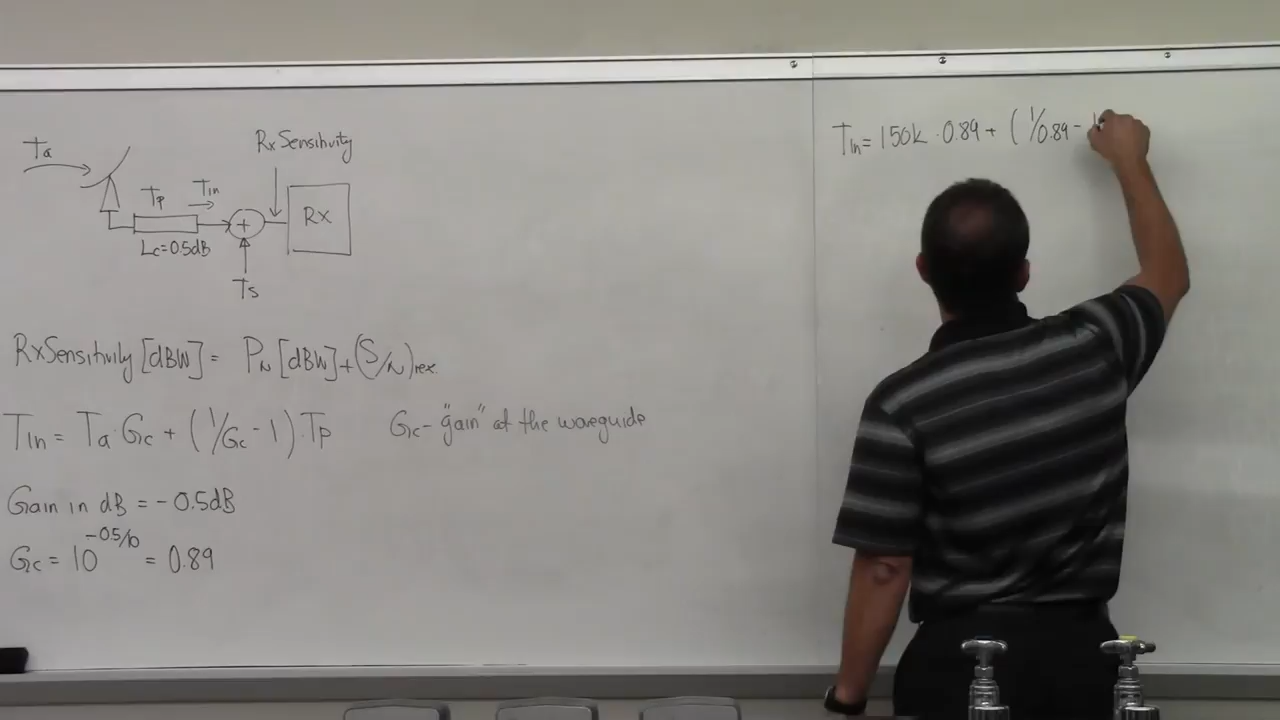 Ta
Rx Sensitivity
Tp
Tin
+
Rx
Lc=0.5dB
Ts
RxSensitivity [dBW] = PN [dBW] + (S/N)rex
Tin = Ta·Gc + (1/Gc - 1)·Tp
Gc - "gain" of the waveguide
Gain in dB = - 0.5dB
Gc = 10^-0.5/10 = 0.89
Tin = 150k · 0.89 + ( 1/0.89 -